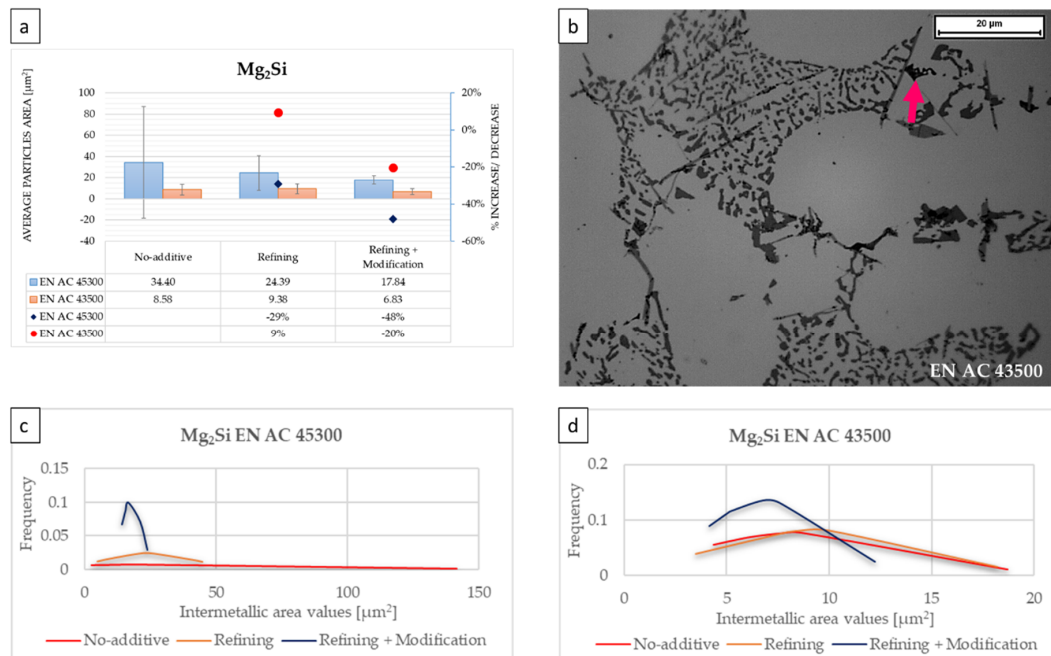 a
Mg₂Si
AVERAGE PARTICLES AREA [µm²]
100
80
60
40
20
0
-20
-40
20%
0%
-20%
-40%
-60%
% INCREASE/ DECREASE
No-additive Refining Refining + Modification
EN AC 45300 34.40 24.39 17.84
EN AC 43500 8.58 9.38 6.83
EN AC 45300 -29% -48%
EN AC 43500 9% -20%
b
20 µm
EN AC 43500
c
Mg₂Si EN AC 45300
Frequency
0.15
0.1
0.05
0
0 50 100 150
Intermetallic area values [µm²]
No-additive Refining Refining + Modification
d
Mg₂Si EN AC 43500
Frequency
0.2
0.1
0
0 5 10 15 20
Intermetallic area values [µm²]
No-additive Refining Refining + Modification